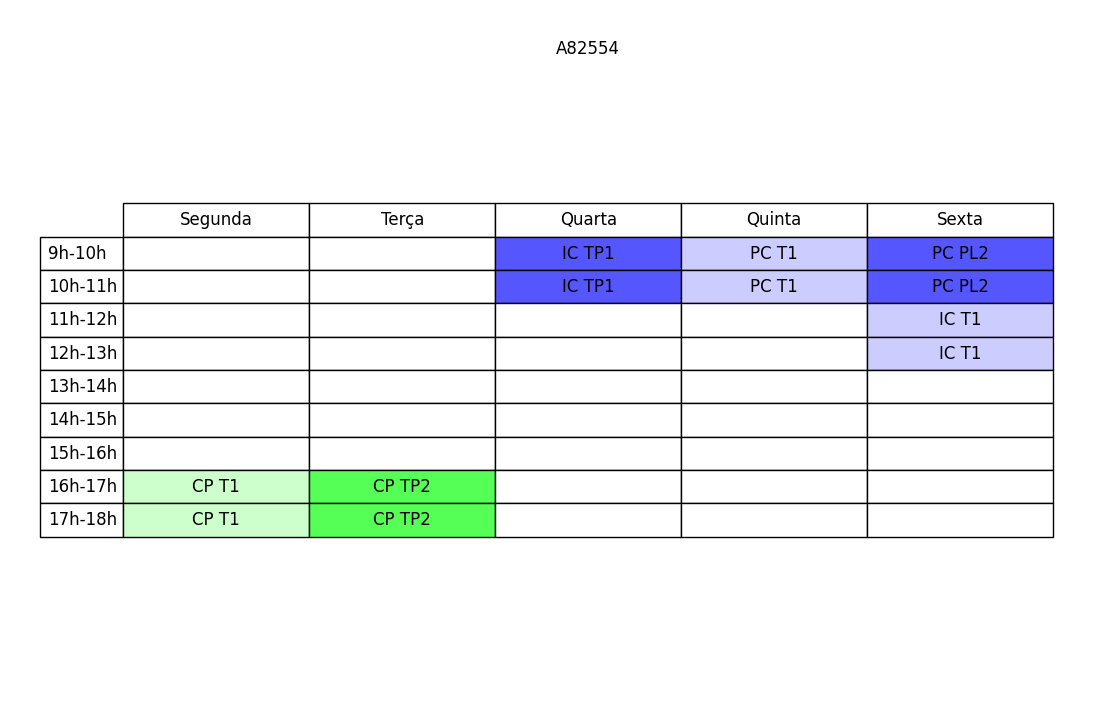 A82554
Segunda Terça Quarta Quinta Sexta
9h-10h IC TP1 PC T1 PC PL2
10h-11h IC TP1 PC T1 PC PL2
11h-12h IC T1
12h-13h IC T1
13h-14h
14h-15h
15h-16h
16h-17h CP T1 CP TP2
17h-18h CP T1 CP TP2